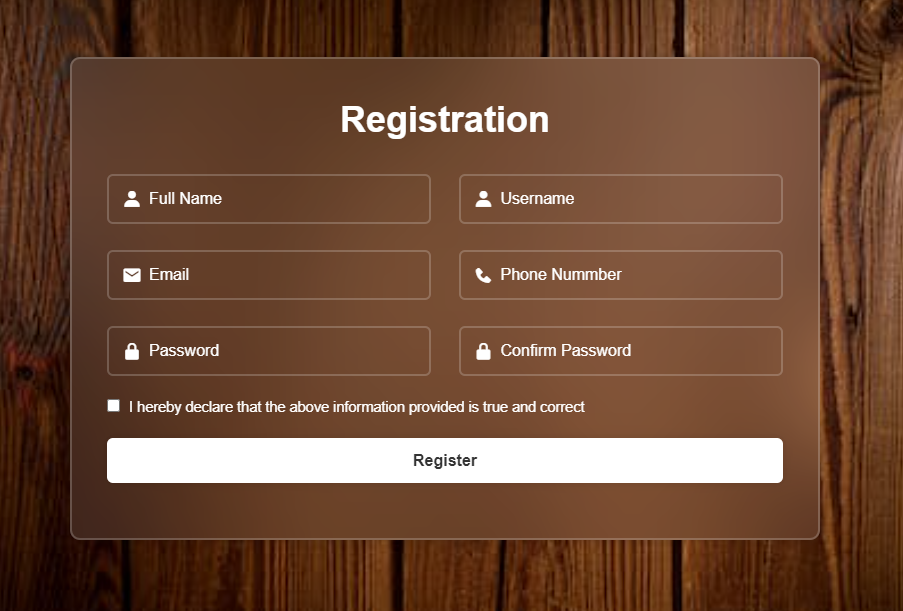 Registration
Full Name
Username
Email
Phone Nummber
Password
Confirm Password
I hereby declare that the above information provided is true and correct
Register